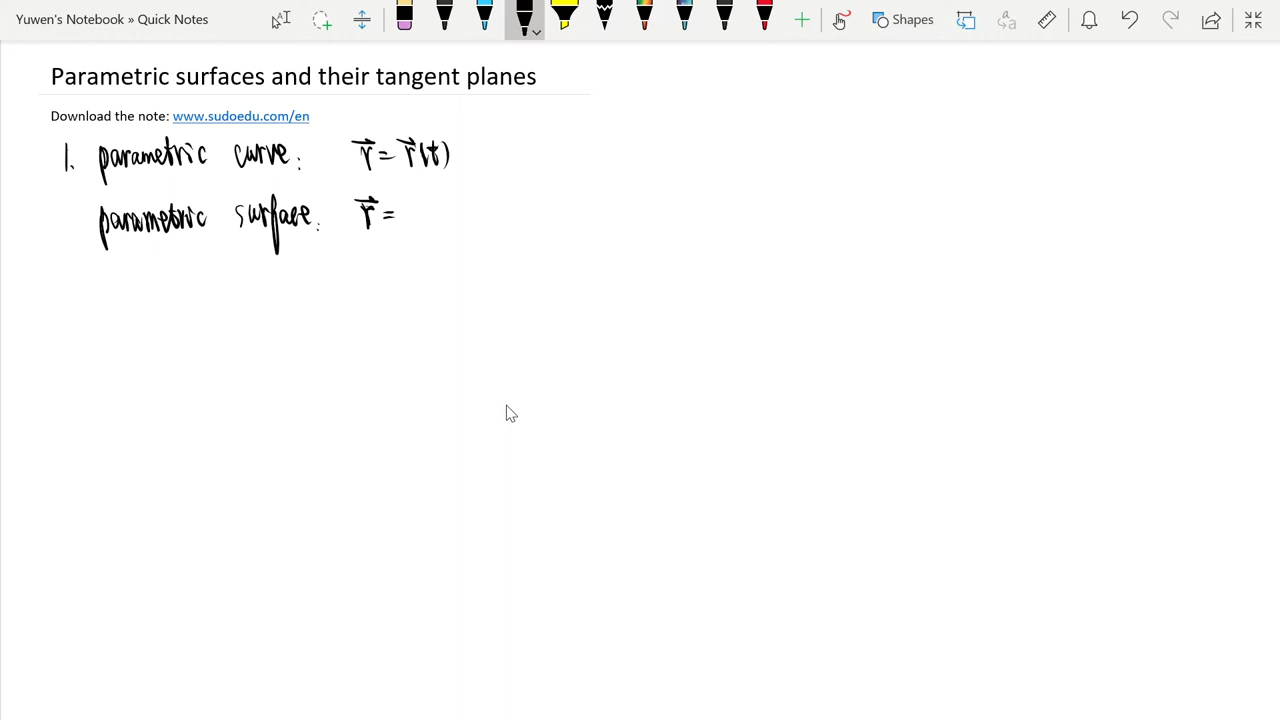 Yuwen's Notebook » Quick Notes
Shapes
Parametric surfaces and their tangent planes
Download the note: www.sudoedu.com/en
1. parametric curve: r⃗ = r⃗(t)
parametric surface: r⃗ =